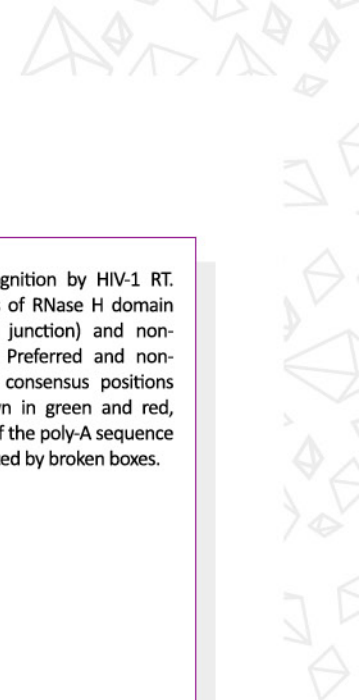 gnition by HIV-1 RT.
of RNase H domain
junction) and non-
Preferred and non-
consensus positions
n in green and red,
f the poly-A sequence
ed by broken boxes.